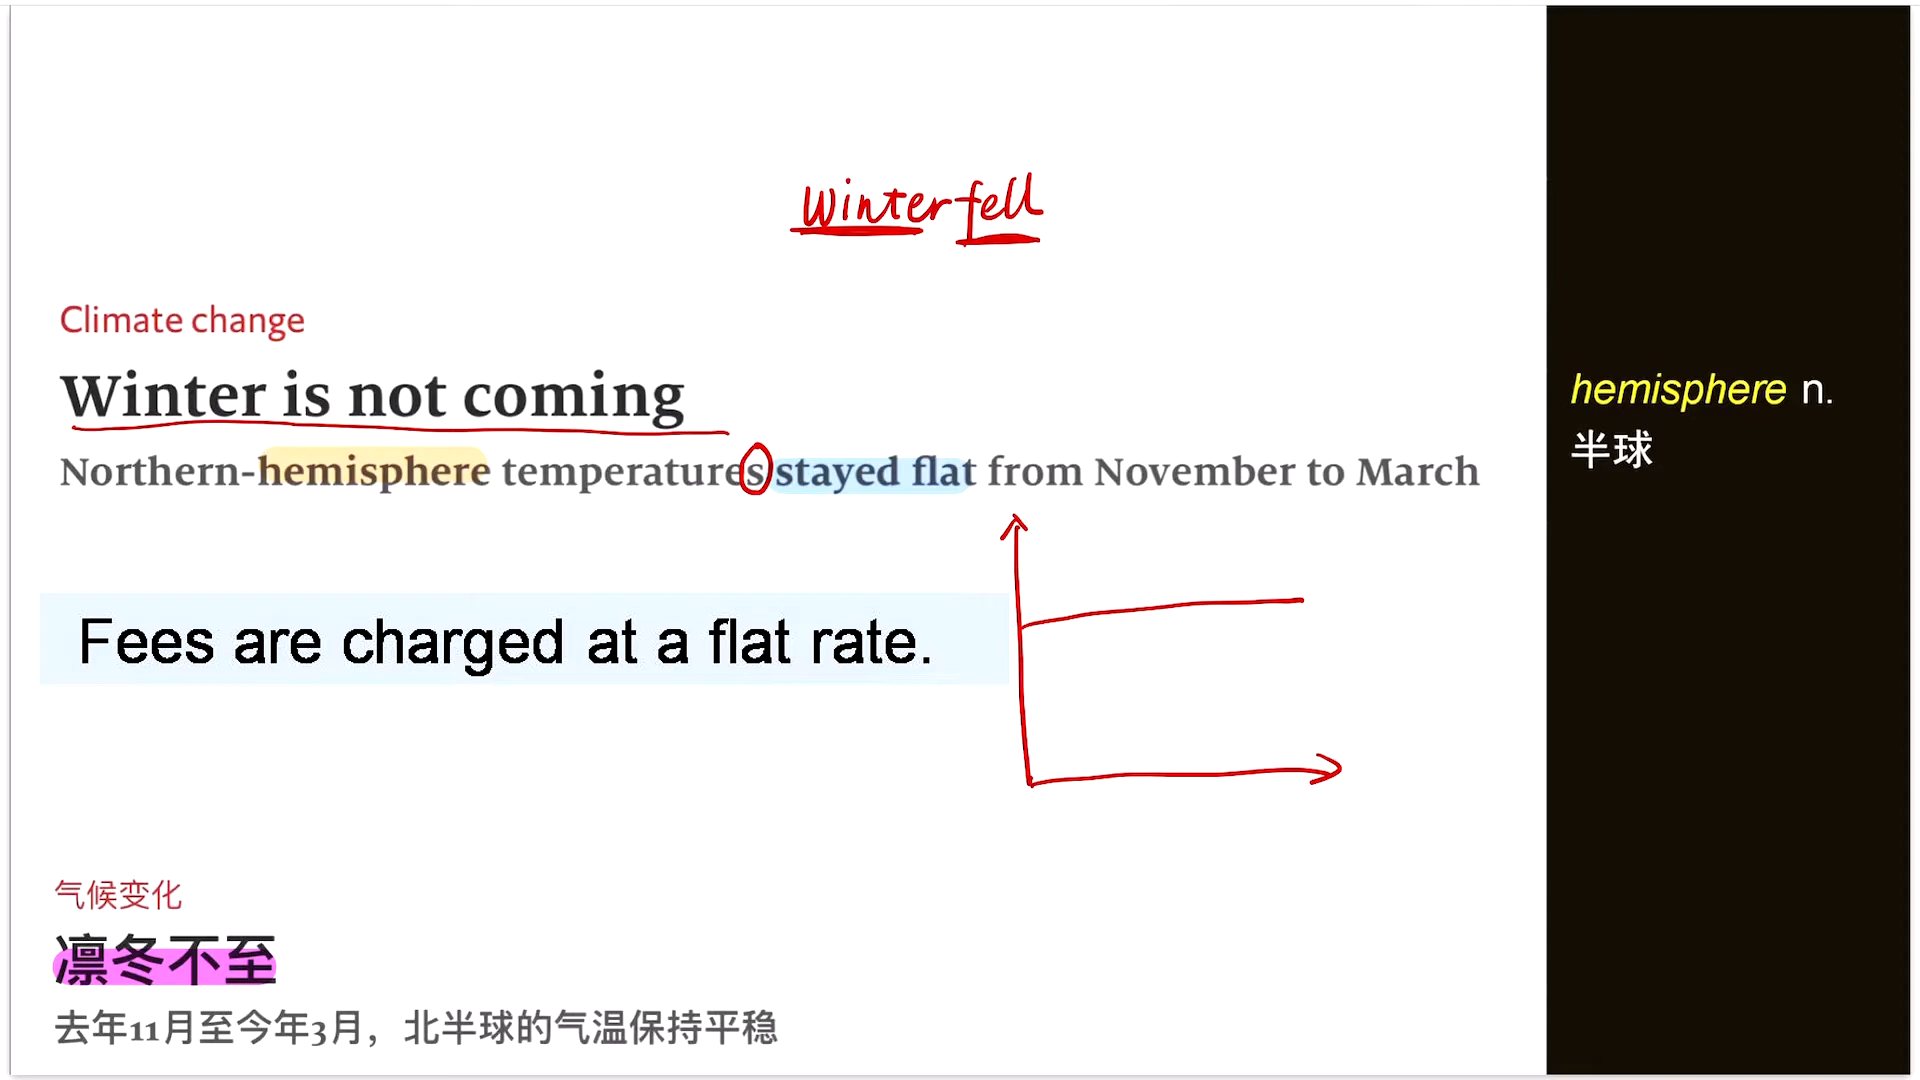 Winterfell
Climate change
Winter is not coming
Northern-hemisphere temperatures stayed flat from November to March
Fees are charged at a flat rate.
气候变化
凛冬不至
去年11月至今年3月，北半球的气温保持平稳
hemisphere n.
半球